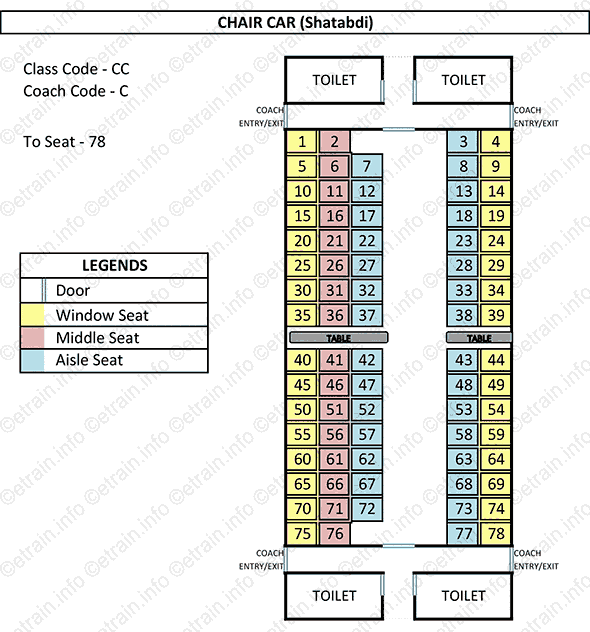 CHAIR CAR (Shatabdi)
Class Code - CC
Coach Code - C
To Seat - 78
TOILET TOILET
COACH ENTRY/EXIT COACH ENTRY/EXIT
1 2 3 4
5 6 7 8 9
10 11 12 13 14
15 16 17 18 19
20 21 22 23 24
25 26 27 28 29
30 31 32 33 34
35 36 37 38 39
TABLE TABLE
40 41 42 43 44
45 46 47 48 49
50 51 52 53 54
55 56 57 58 59
60 61 62 63 64
65 66 67 68 69
70 71 72 73 74
75 76 77 78
COACH ENTRY/EXIT COACH ENTRY/EXIT
TOILET TOILET
LEGENDS
Door
Window Seat
Middle Seat
Aisle Seat
©etrain.info